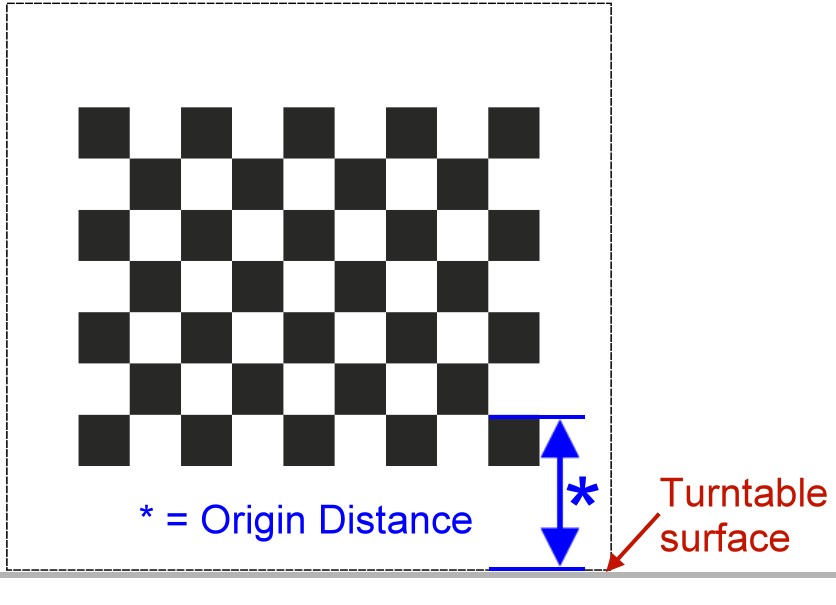 * = Origin Distance
*
Turntable
surface